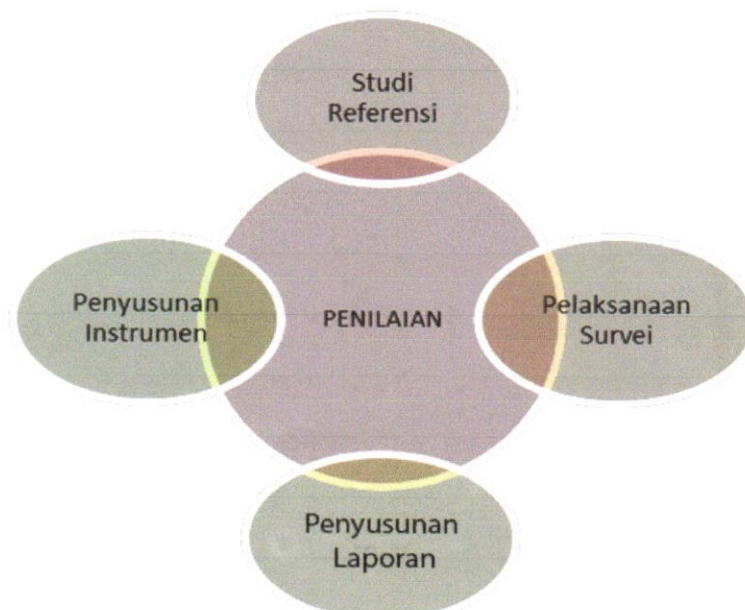 Studi
Referensi
Penyusunan
Instrumen
PENILAIAN
Pelaksanaan
Survei
Penyusunan
Laporan